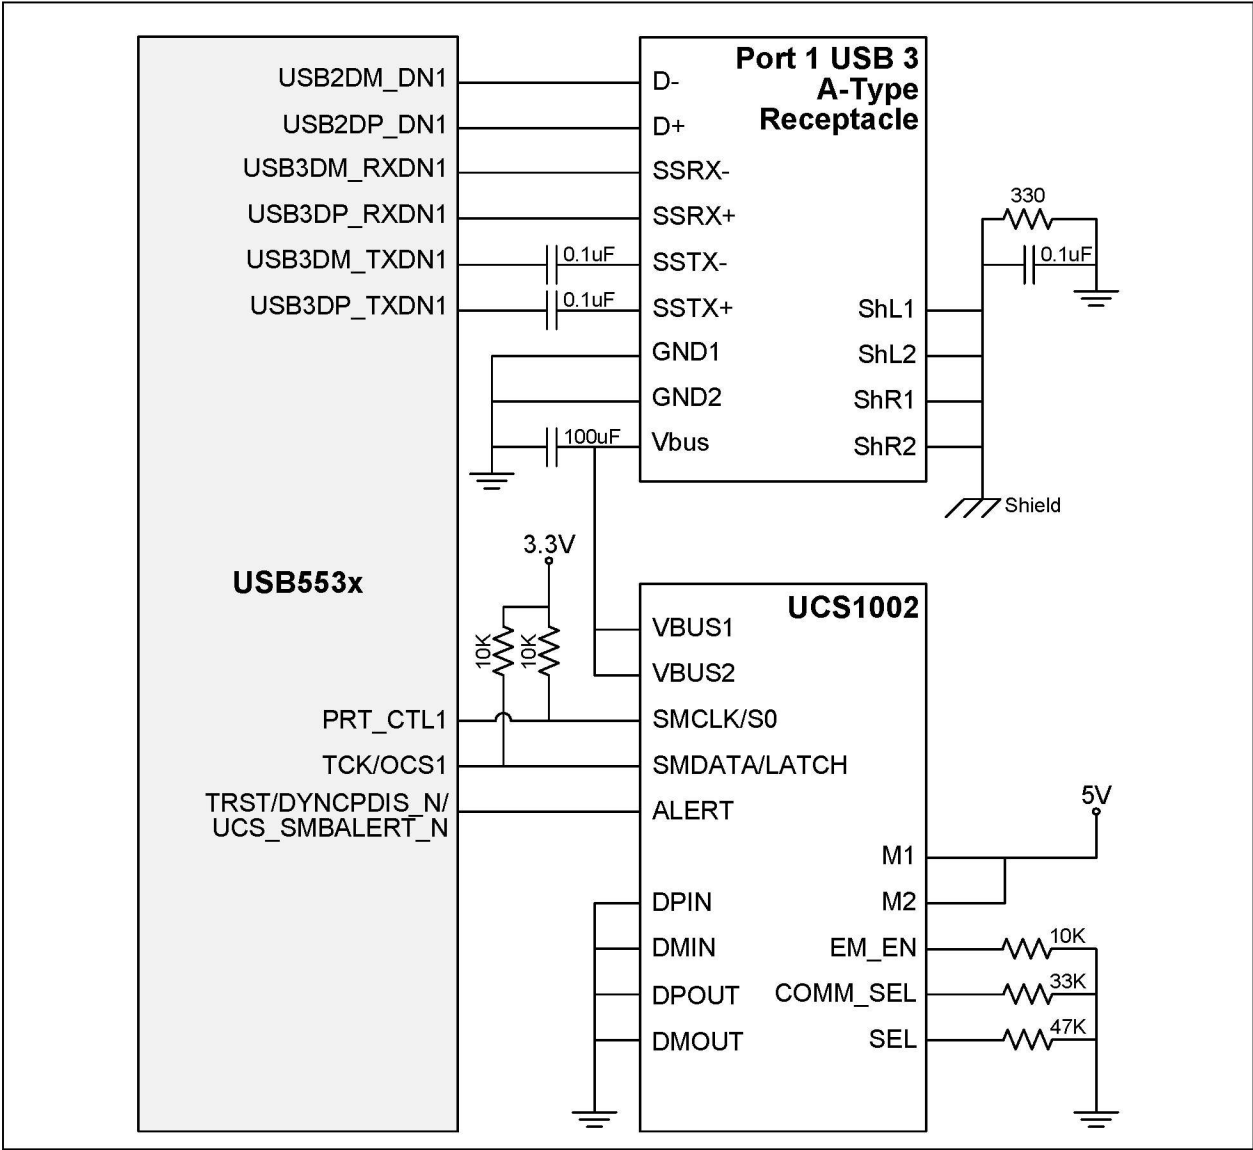 USB2DM_DN1
USB2DP_DN1
USB3DM_RXDN1
USB3DP_RXDN1
USB3DM_TXDN1
USB3DP_TXDN1
USB553x
PRT_CTL1
TCK/OCS1
TRST/DYNCPDIS_N/
UCS_SMBALERT_N
0.1uF
0.1uF
100uF
3.3V
10K
10K
Port 1 USB 3
A-Type
Receptacle
D-
D+
SSRX-
SSRX+
SSTX-
SSTX+
GND1
GND2
Vbus
ShL1
ShL2
ShR1
ShR2
330
0.1uF
Shield
UCS1002
VBUS1
VBUS2
SMCLK/S0
SMDATA/LATCH
ALERT
DPIN
DMIN
DPOUT
DMOUT
M1
M2
EM_EN
COMM_SEL
SEL
5V
10K
33K
47K